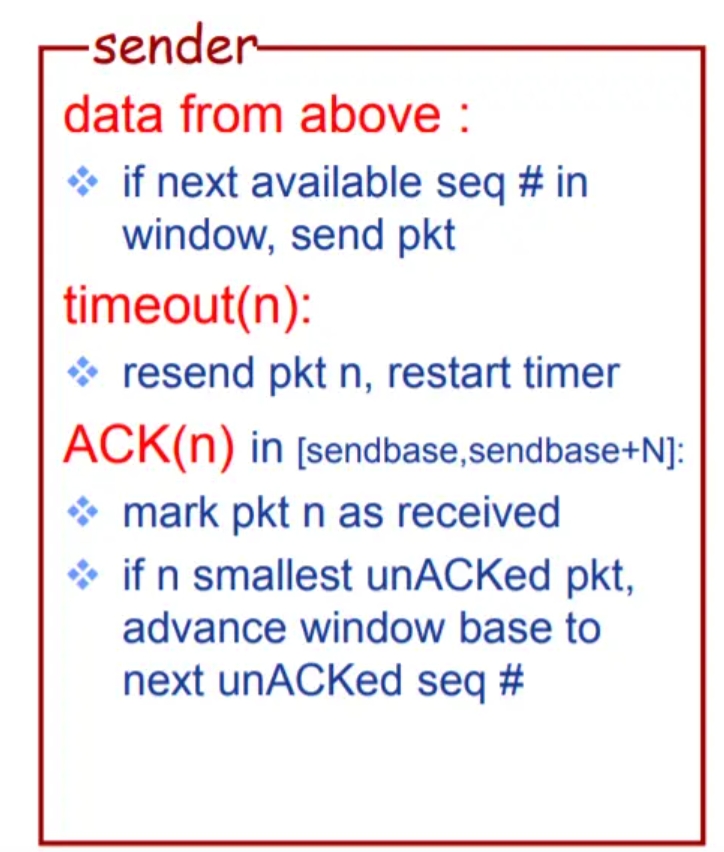 sender
data from above :
❖ if next available seq # in
window, send pkt
timeout(n):
❖ resend pkt n, restart timer
ACK(n) in [sendbase,sendbase+N]:
❖ mark pkt n as received
❖ if n smallest unACKed pkt,
advance window base to
next unACKed seq #